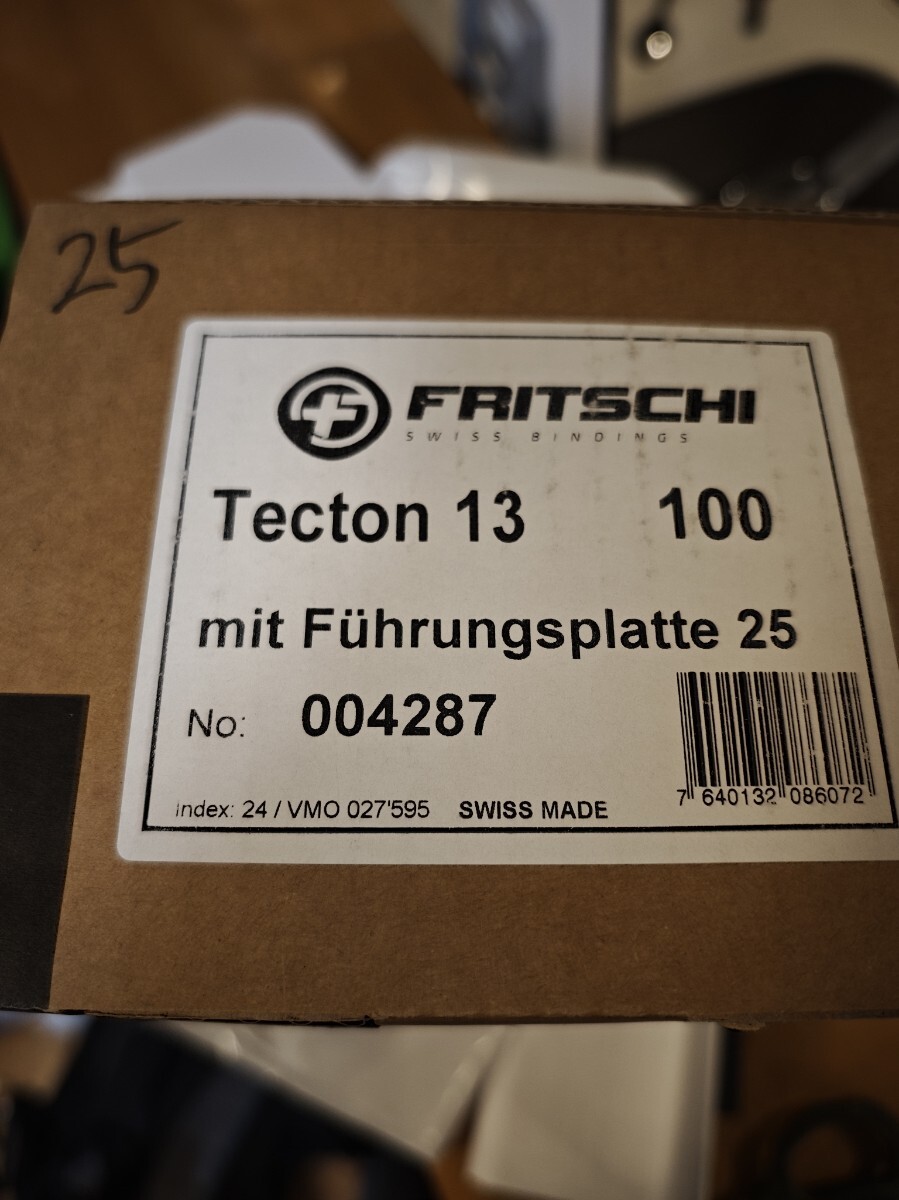 25
FRITSCHI
SWISS BINDINGS
Tecton 13 100
mit Führungsplatte 25
No: 004287
Index: 24 / VMO 027'595 SWISS MADE
7 640132 086072